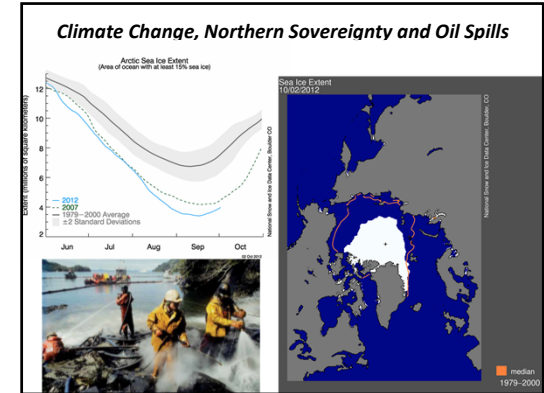 Climate Change, Northern Sovereignty and Oil Spills
Arctic Sea Ice Extent
(Area of ocean with at least 15% sea ice)
Extent (millions of square kilometers)
12
10
8
6
4
2
2012
2007
1979-2000 Average
±2 Standard Deviations
Jun Jul Aug Sep Oct
National Snow and Ice Data Center, Boulder CO
02 Oct 2012
Sea Ice Extent
10/02/2012
National Snow and Ice Data Center, Boulder, CO
median
1979-2000